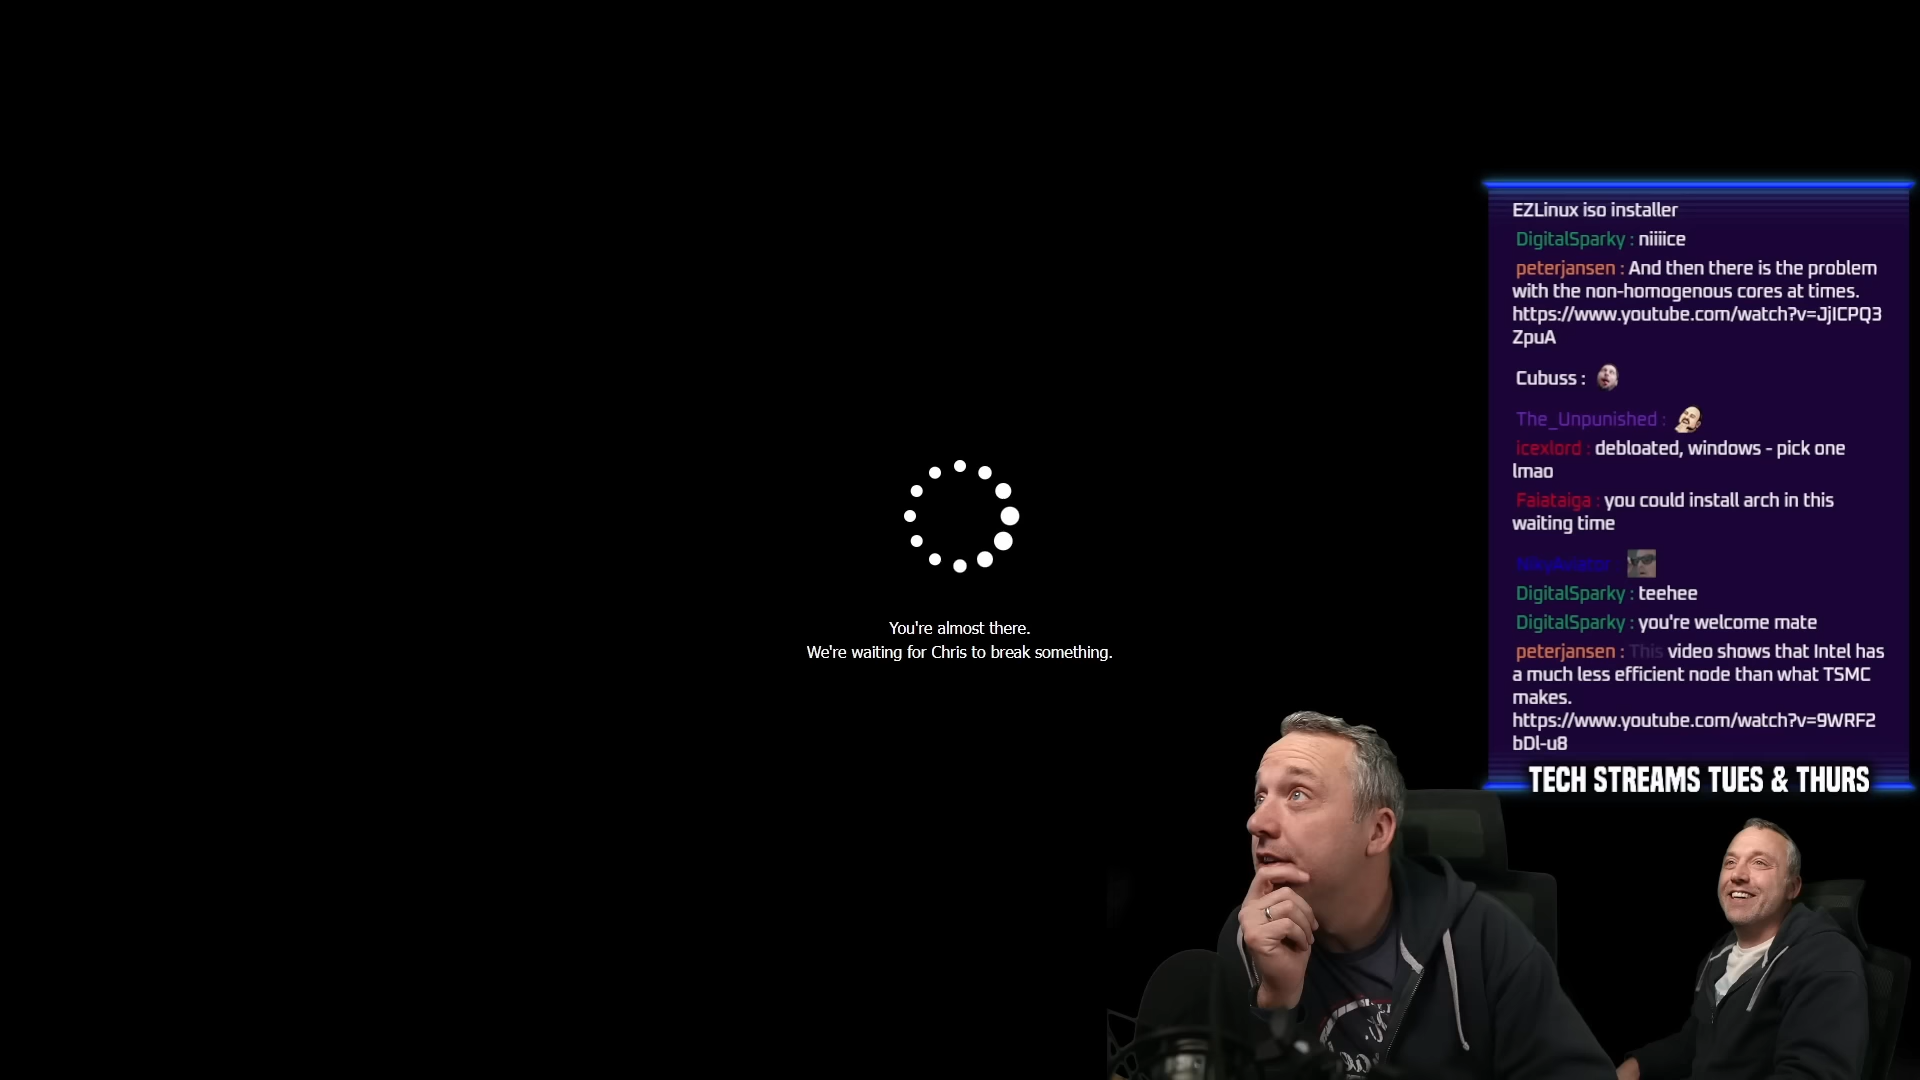 You're almost there.
We're waiting for Chris to break something.
EZLinux iso installer
DigitalSparky : niiiice
peterjansen : And then there is the problem
with the non-homogenous cores at times.
https://www.youtube.com/watch?v=JjICPQ3
ZpuA
Cubuss :
The_Unpunished :
icexlord : debloated, windows - pick one
lmao
Faiataiga : you could install arch in this
waiting time
DigitalSparky : teehee
DigitalSparky : you're welcome mate
peterjansen : This video shows that Intel has
a much less efficient node than what TSMC
makes.
https://www.youtube.com/watch?v=9WRF2
bDl-u8
TECH STREAMS TUES & THURS